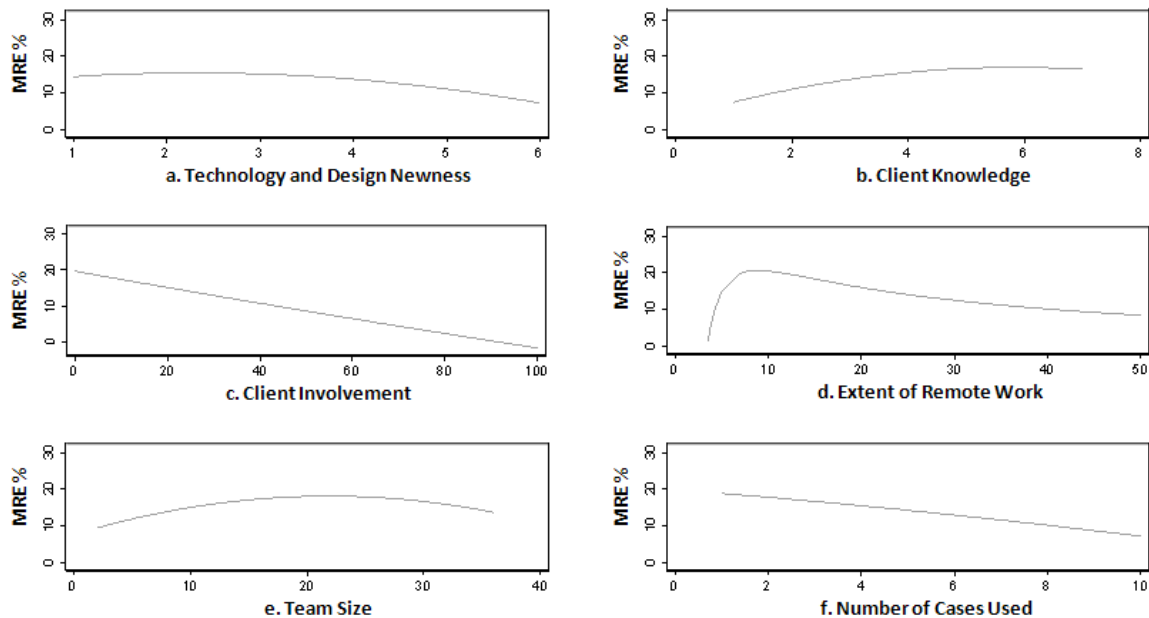 MRE %
30
20
10
0
1 2 3 4 5 6
a. Technology and Design Newness
MRE %
30
20
10
0
0 2 4 6 8
b. Client Knowledge
MRE %
30
20
10
0
0 20 40 60 80 100
c. Client Involvement
MRE %
30
20
10
0
0 10 20 30 40 50
d. Extent of Remote Work
MRE %
30
20
10
0
0 10 20 30 40
e. Team Size
MRE %
30
20
10
0
0 2 4 6 8 10
f. Number of Cases Used